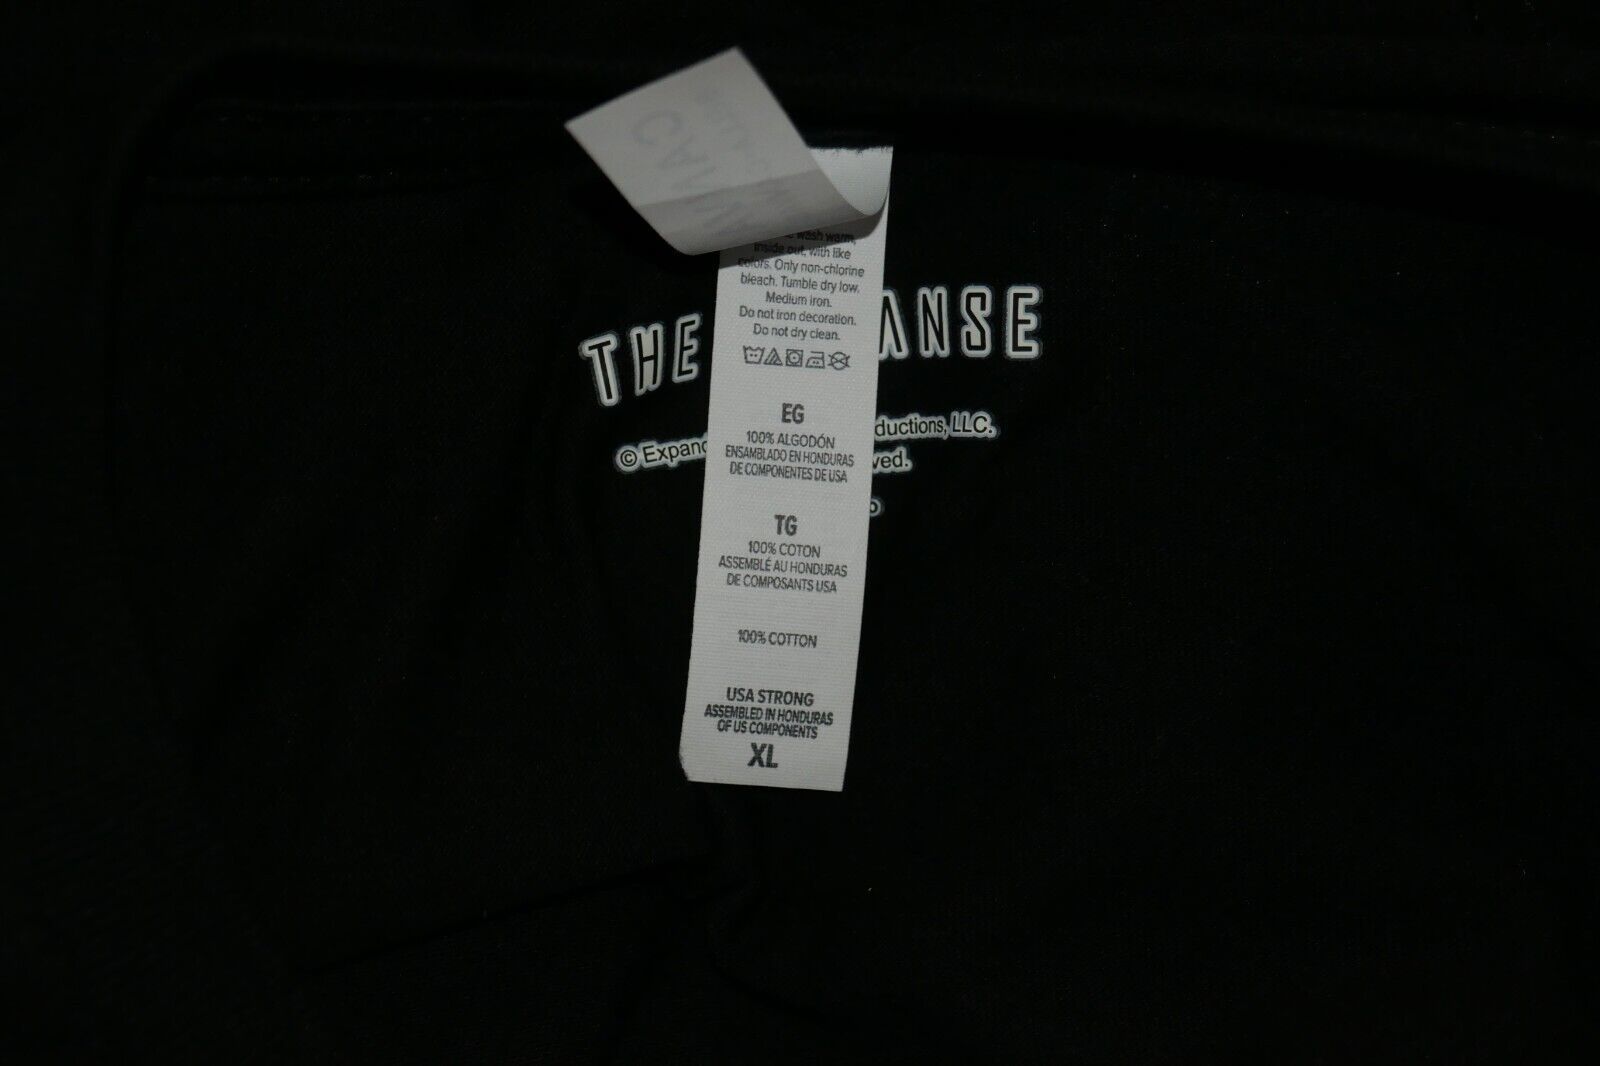 wash warm,
inside out, with like
colors. Only non-chlorine
bleach. Tumble dry low.
Medium iron.
Do not iron decoration.
Do not dry clean.
THE ANSE
EG
100% ALGODÓN
ENSAMBLADO EN HONDURAS
DE COMPONENTES DE USA
© Expand ductions, LLC.
ved.
TG
100% COTON
ASSEMBLÉ AU HONDURAS
DE COMPOSANTS USA
100% COTTON
USA STRONG
ASSEMBLED IN HONDURAS
OF US COMPONENTS
XL